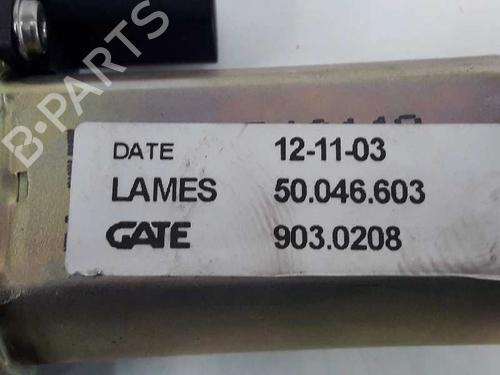 B-PARTS
DATE 12-11-03
LAMES 50.046.603
GATE 903.0208